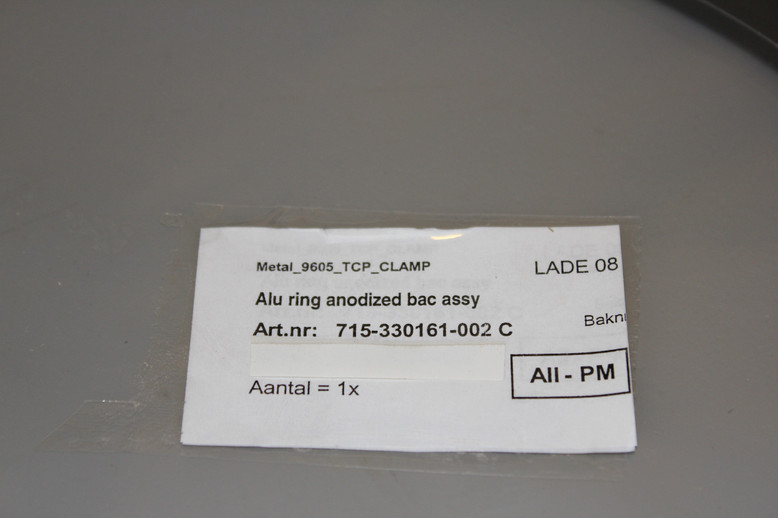 Metal_9605_TCP_CLAMP
LADE 08
Alu ring anodized bac assy
Art.nr: 715-330161-002 C
Aantal = 1x
All - PM